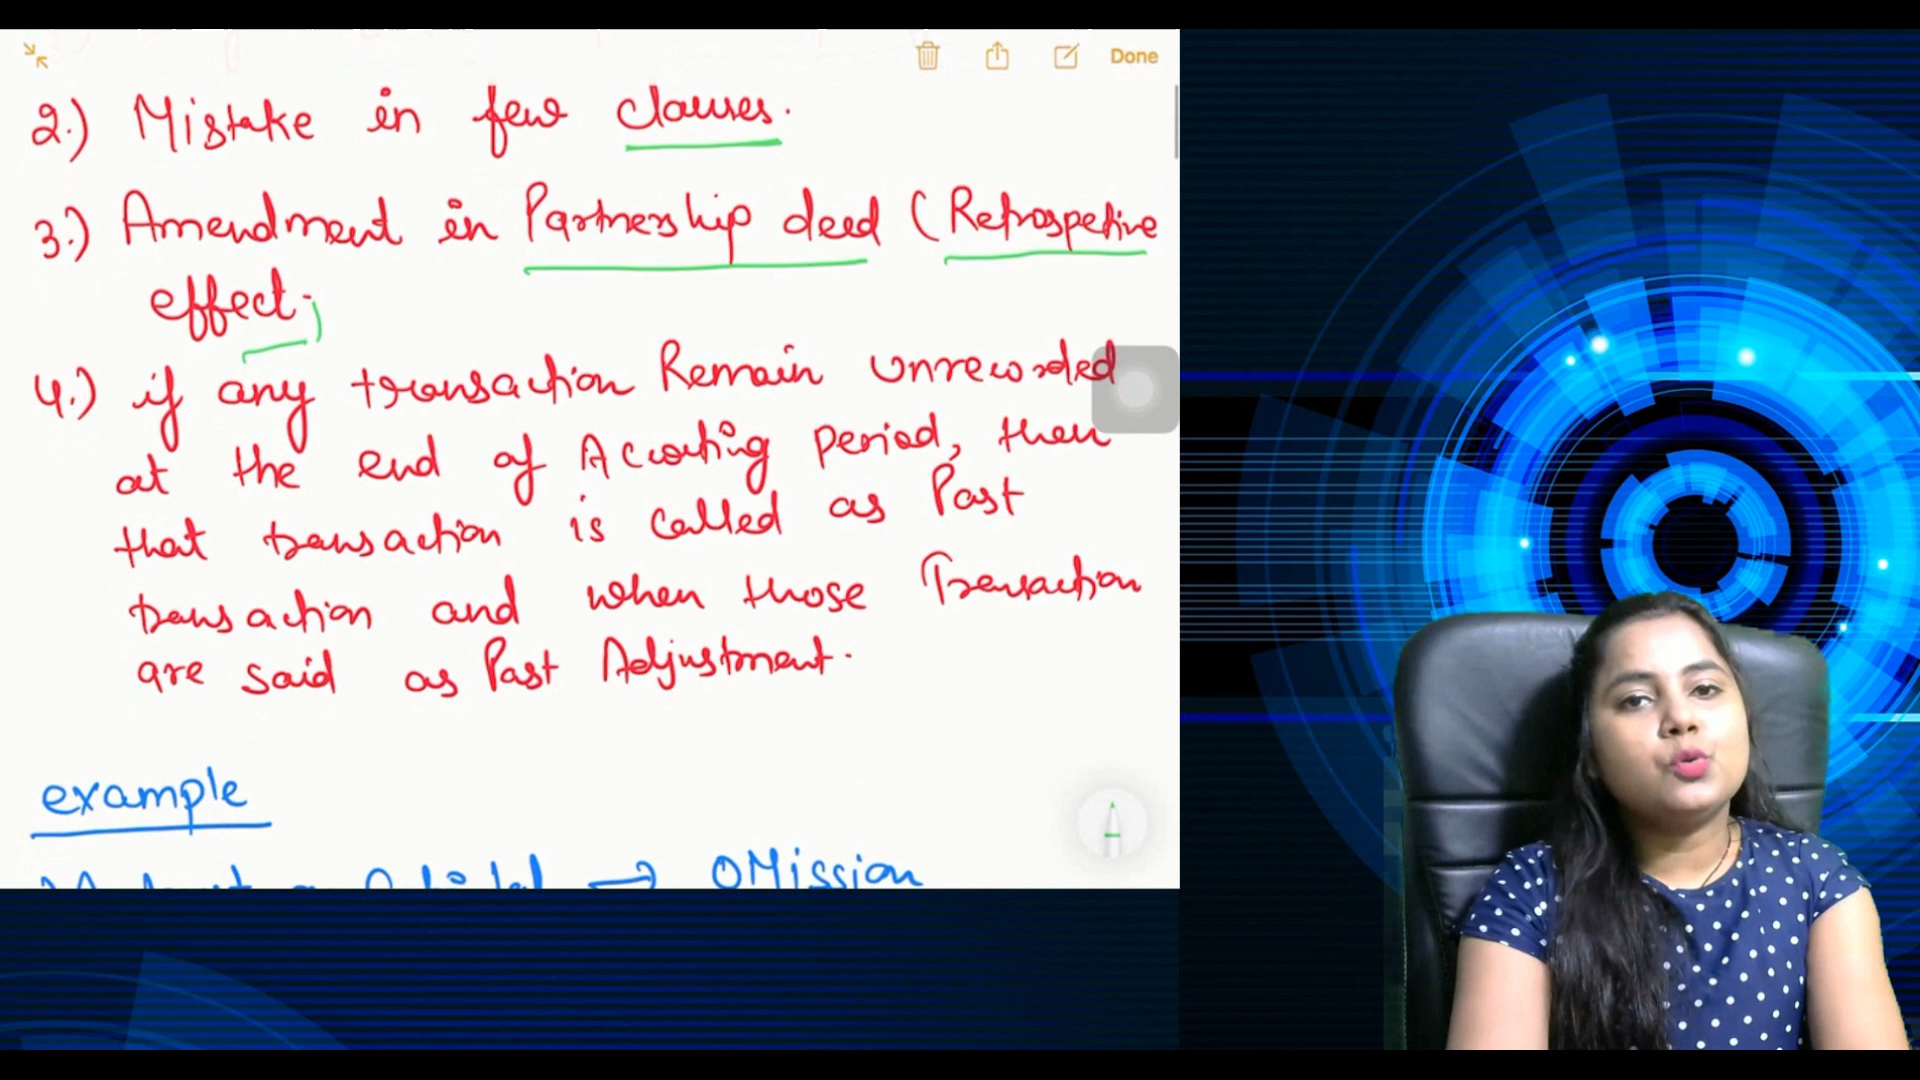 Done
2.) Mistake in few clauses.
3.) Amendment in Partnership deed (Retrospetive
effect.)
4.) if any transaction Remain unrecorded
at the end of Accouting period, then
that transaction is called as Past
transaction and when those Transaction
are said as Past Adjustment.
example
→ OMission